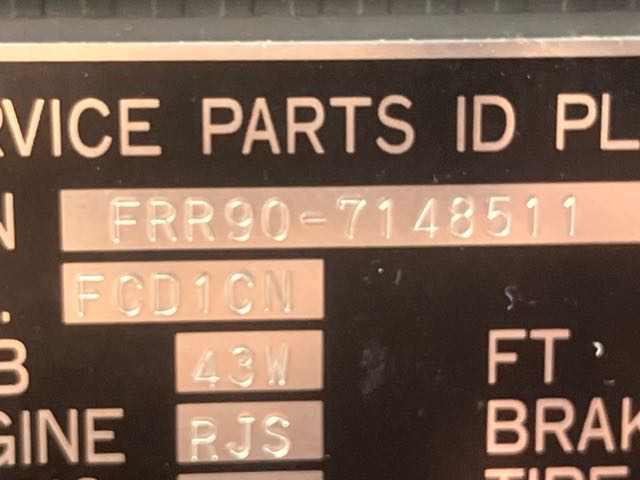 RVICE PARTS ID PL
N FRR90-7148511
. FCD1CN
B 43W FT
GINE RJS BRAK